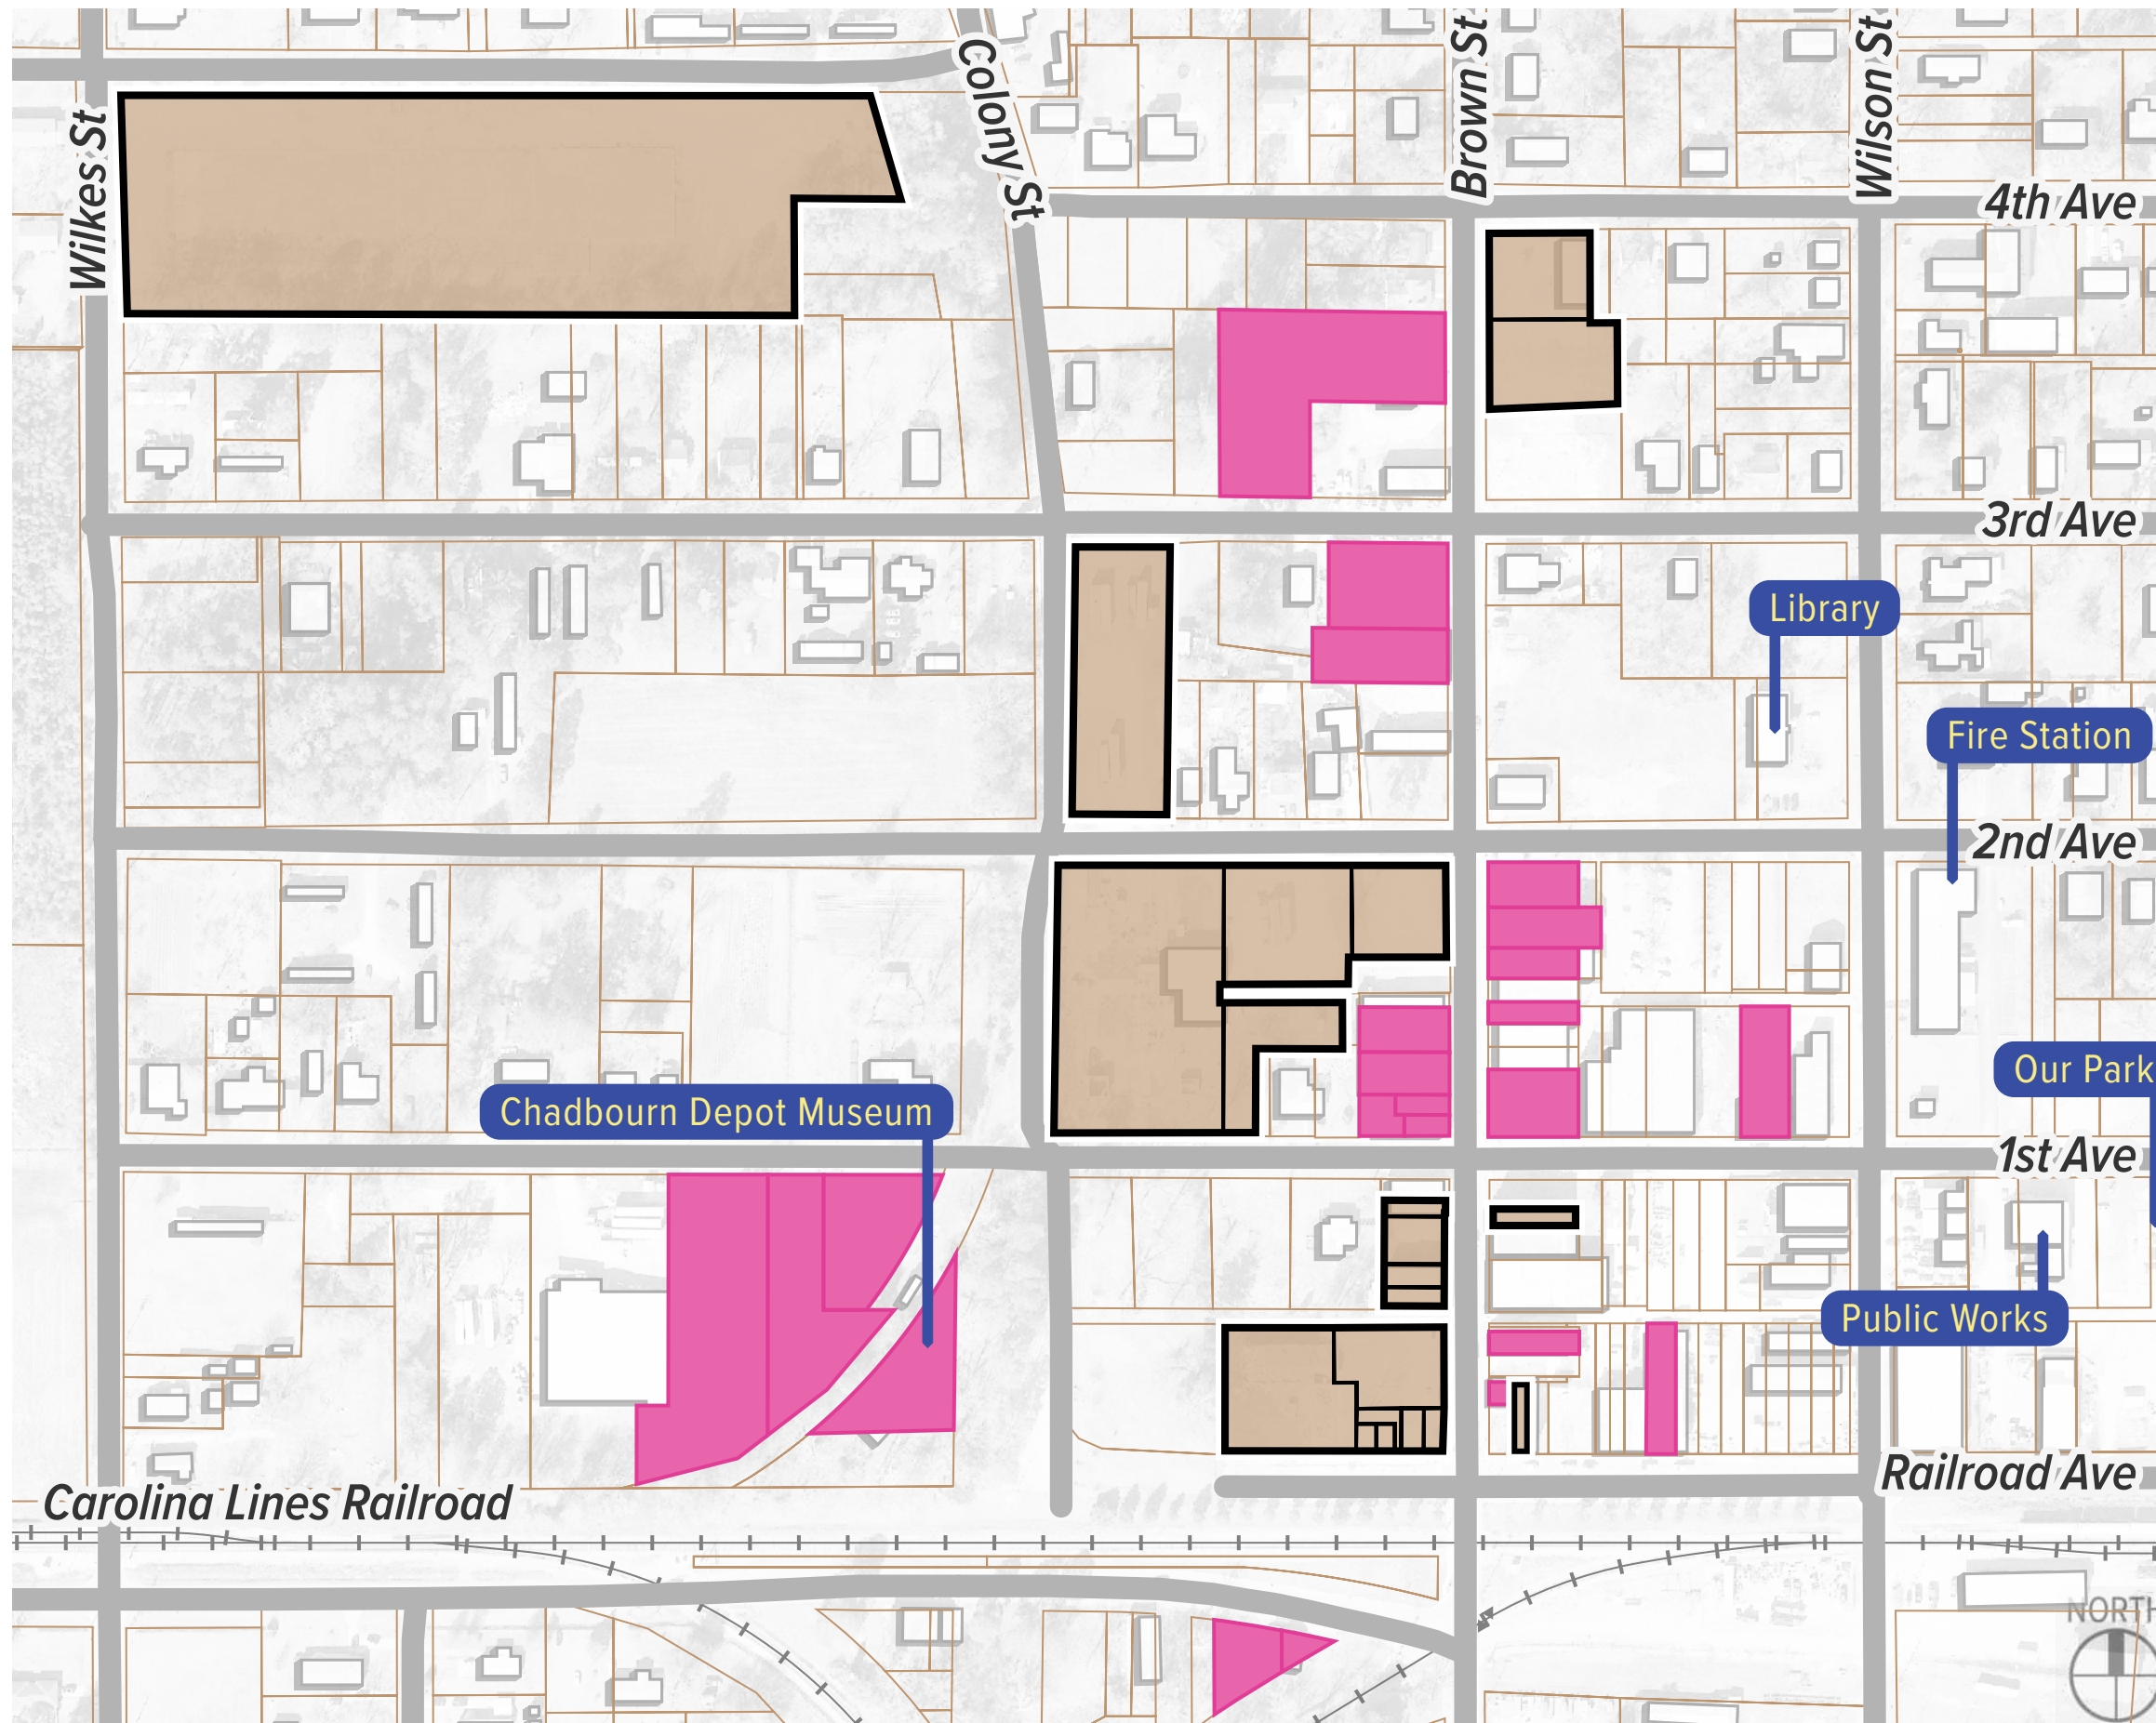 Colony St
Brown St
Wilson St
Wilkes St
4th Ave
3rd Ave
Library
Fire Station
2nd Ave
Our Park
Chadbourn Depot Museum
1st Ave
Public Works
Railroad Ave
Carolina Lines Railroad
NORTH